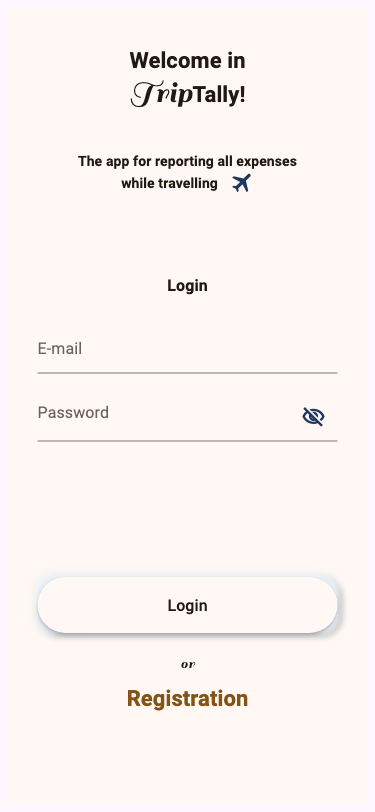 Welcome in
TripTally!
The app for reporting all expenses
while travelling
Login
E-mail
Password
Login
or
Registration